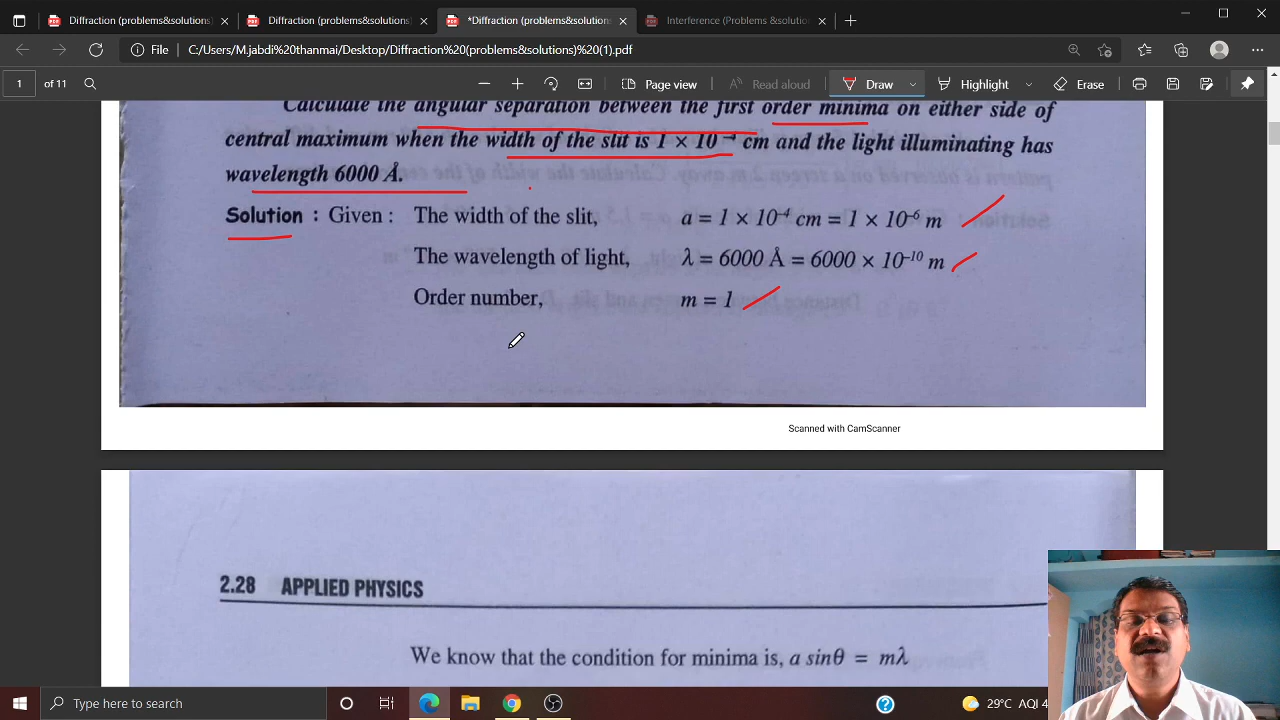 Diffraction (problems&solutions)
Diffraction (problems&solutions)
*Diffraction (problems&solutions
Interference (Problems &solution
File
C:/Users/M.jabdi%20thanmai/Desktop/Diffraction%20(problems&solutions)%20(1).pdf
1 of 11
Page view
Read aloud
Draw
Highlight
Erase
Calculate the angular separation between the first order minima on either side of
central maximum when the width of the slit is 1 × 10⁻⁴ cm and the light illuminating has
wavelength 6000 Å.
Solution : Given : The width of the slit, a = 1 × 10⁻⁴ cm = 1 × 10⁻⁶ m
The wavelength of light, λ = 6000 Å = 6000 × 10⁻¹⁰ m
Order number, m = 1
Scanned with CamScanner
2.28 APPLIED PHYSICS
We know that the condition for minima is, a sinθ = mλ
Type here to search
29°C AQI 4